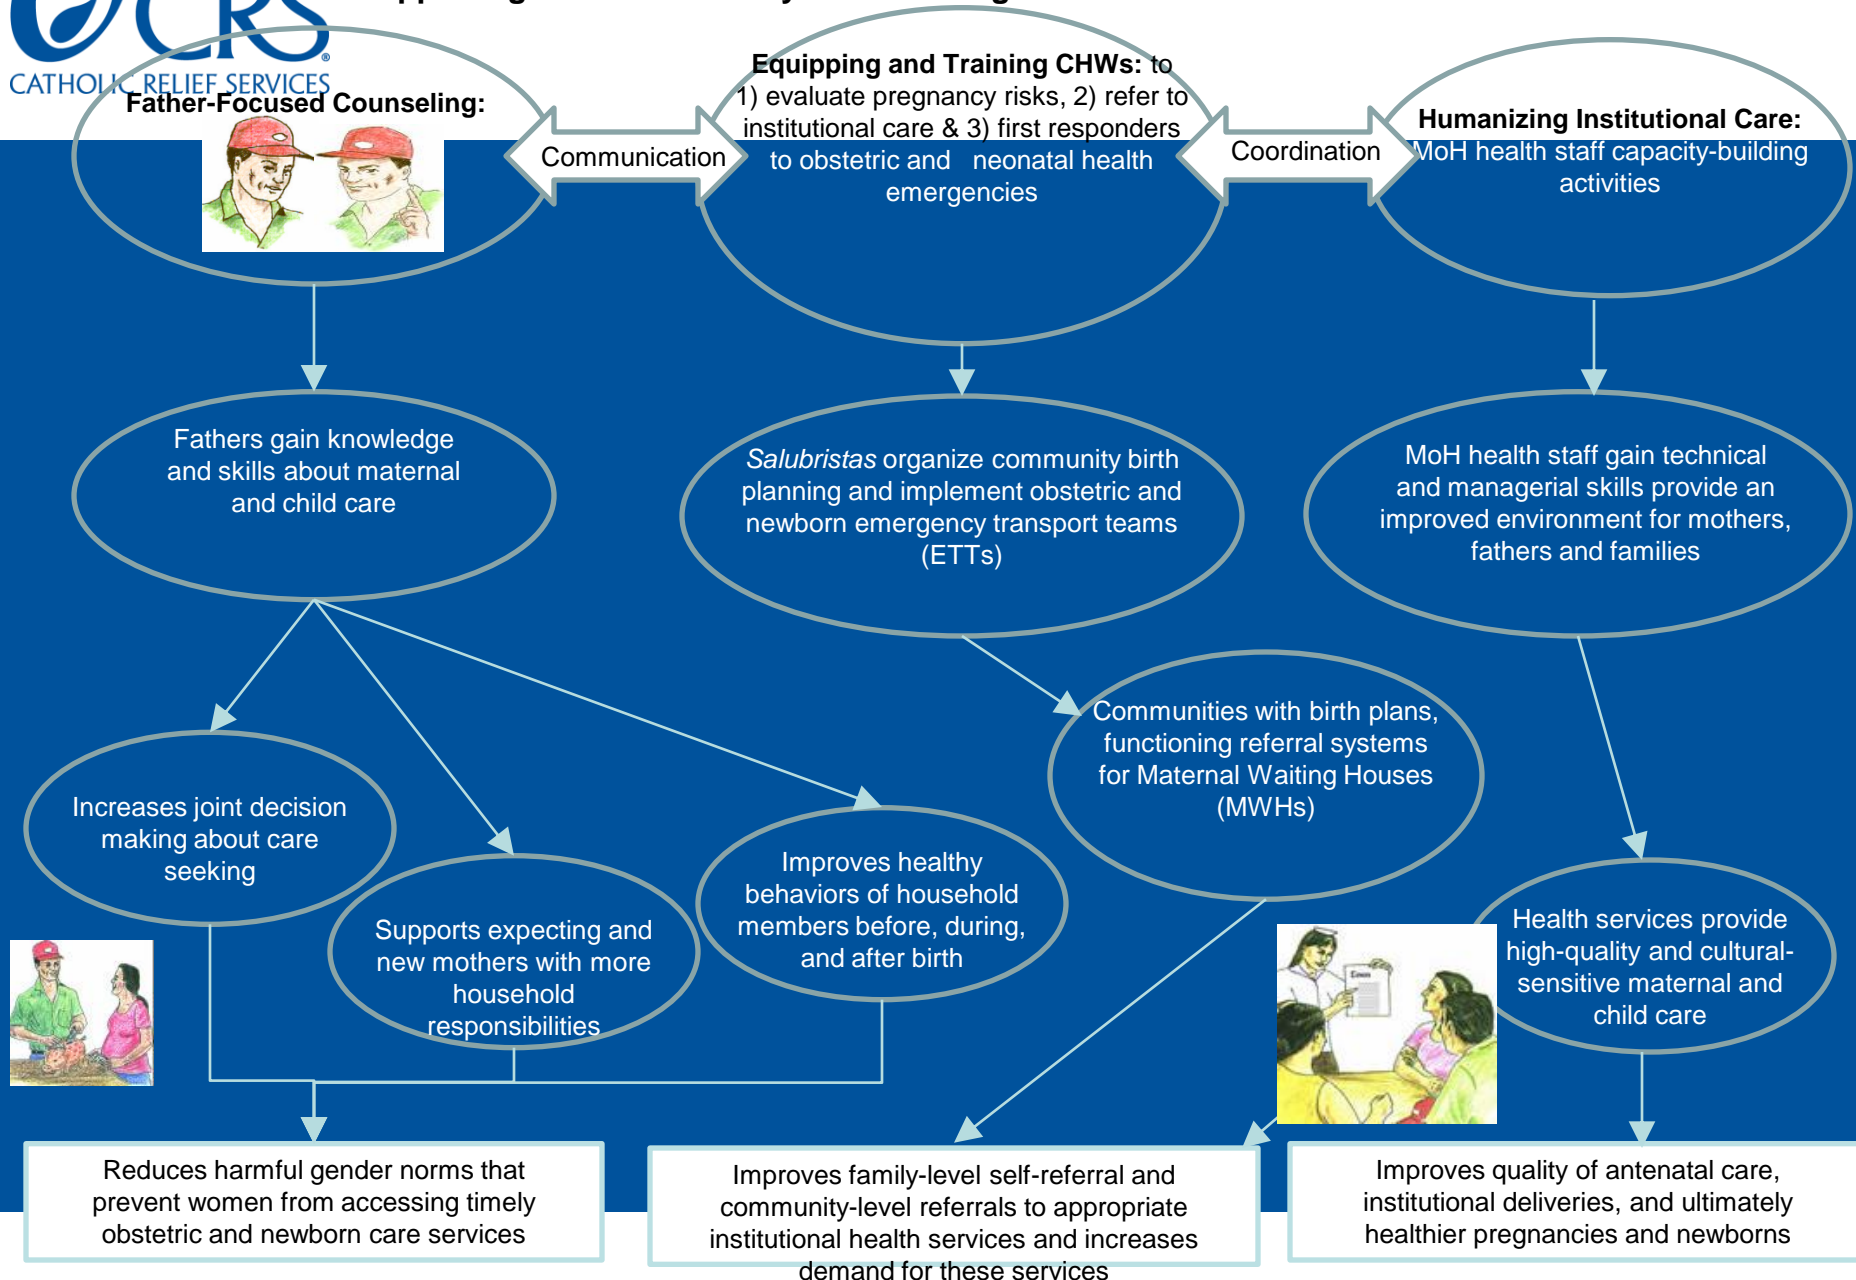 CRS
CATHOLIC RELIEF SERVICES
Father-Focused Counseling:
Communication
Equipping and Training CHWs: to
1) evaluate pregnancy risks, 2) refer to
institutional care & 3) first responders
to obstetric and neonatal health
emergencies
Coordination
Humanizing Institutional Care:
MoH health staff capacity-building
activities
Fathers gain knowledge
and skills about maternal
and child care
Salubristas organize community birth
planning and implement obstetric and
newborn emergency transport teams
(ETTs)
MoH health staff gain technical
and managerial skills provide an
improved environment for mothers,
fathers and families
Increases joint decision
making about care
seeking
Supports expecting and
new mothers with more
household
responsibilities
Improves healthy
behaviors of household
members before, during,
and after birth
Communities with birth plans,
functioning referral systems
for Maternal Waiting Houses
(MWHs)
Health services provide
high-quality and cultural-
sensitive maternal and
child care
Reduces harmful gender norms that
prevent women from accessing timely
obstetric and newborn care services
Improves family-level self-referral and
community-level referrals to appropriate
institutional health services and increases
demand for these services
Improves quality of antenatal care,
institutional deliveries, and ultimately
healthier pregnancies and newborns